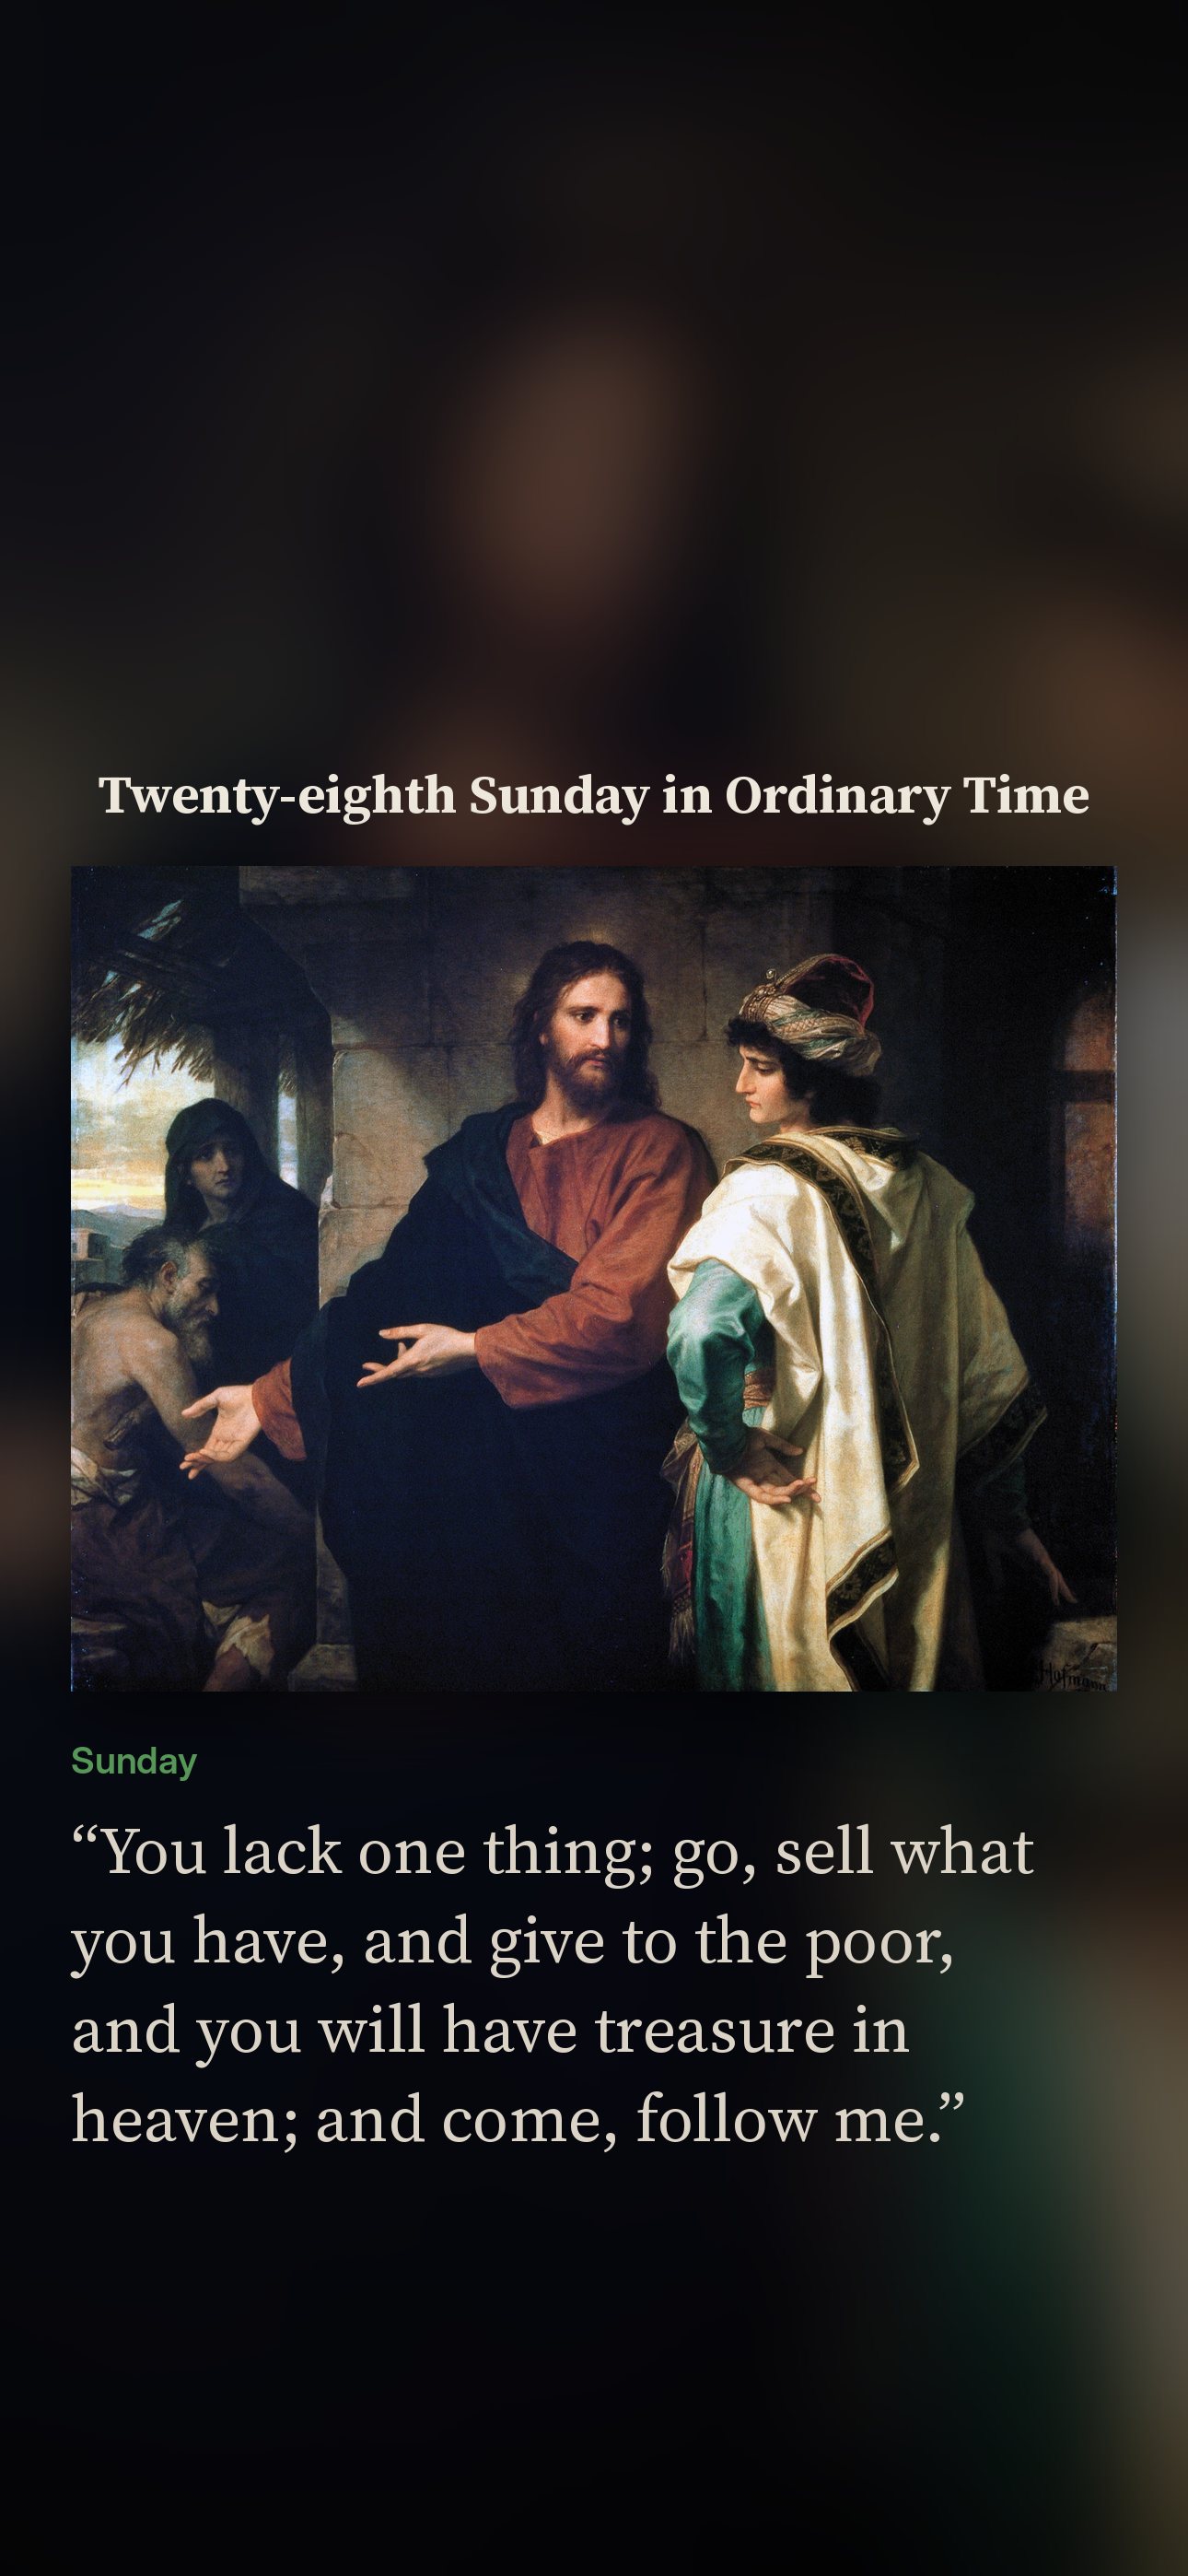 Twenty-eighth Sunday in Ordinary Time
Hofmann
Sunday
“You lack one thing; go, sell what
you have, and give to the poor,
and you will have treasure in
heaven; and come, follow me.”